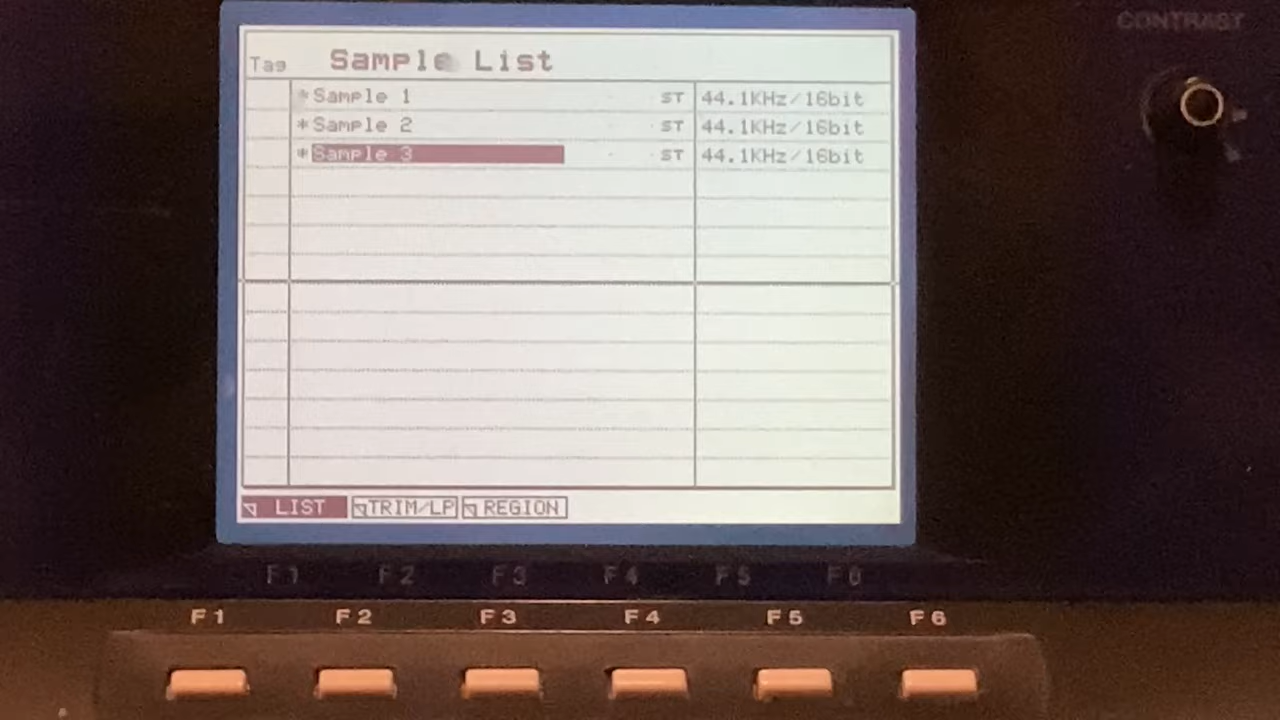 CONTRAST
Tag Sample List
*Sample 1 ST 44.1KHz/16bit
*Sample 2 ST 44.1KHz/16bit
*Sample 3 ST 44.1KHz/16bit
LIST TRIM/LP REGION
F1 F2 F3 F4 F5 F6
F1 F2 F3 F4 F5 F6